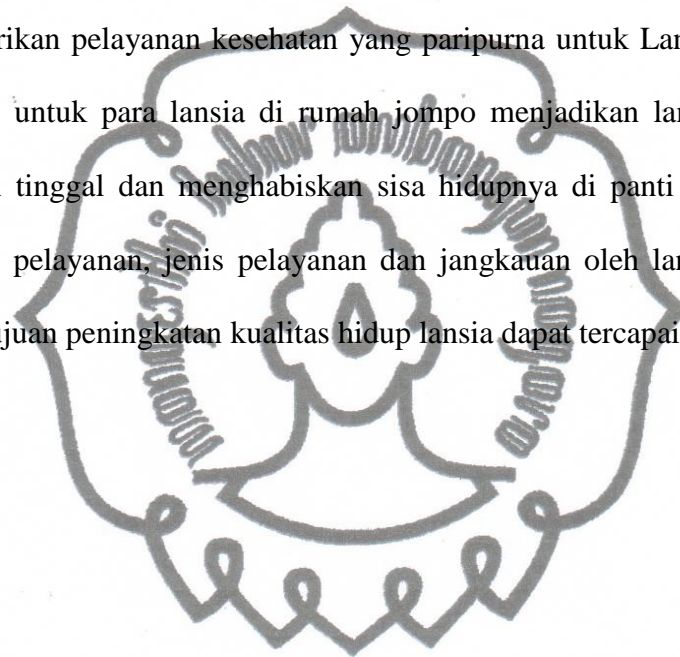 rikan pelayanan kesehatan yang paripurna untuk Lan
untuk para lansia di rumah jompo menjadikan lan
tinggal dan menghabiskan sisa hidupnya di panti
pelayanan, jenis pelayanan dan jangkauan oleh lan
juan peningkatan kualitas hidup lansia dapat tercapai